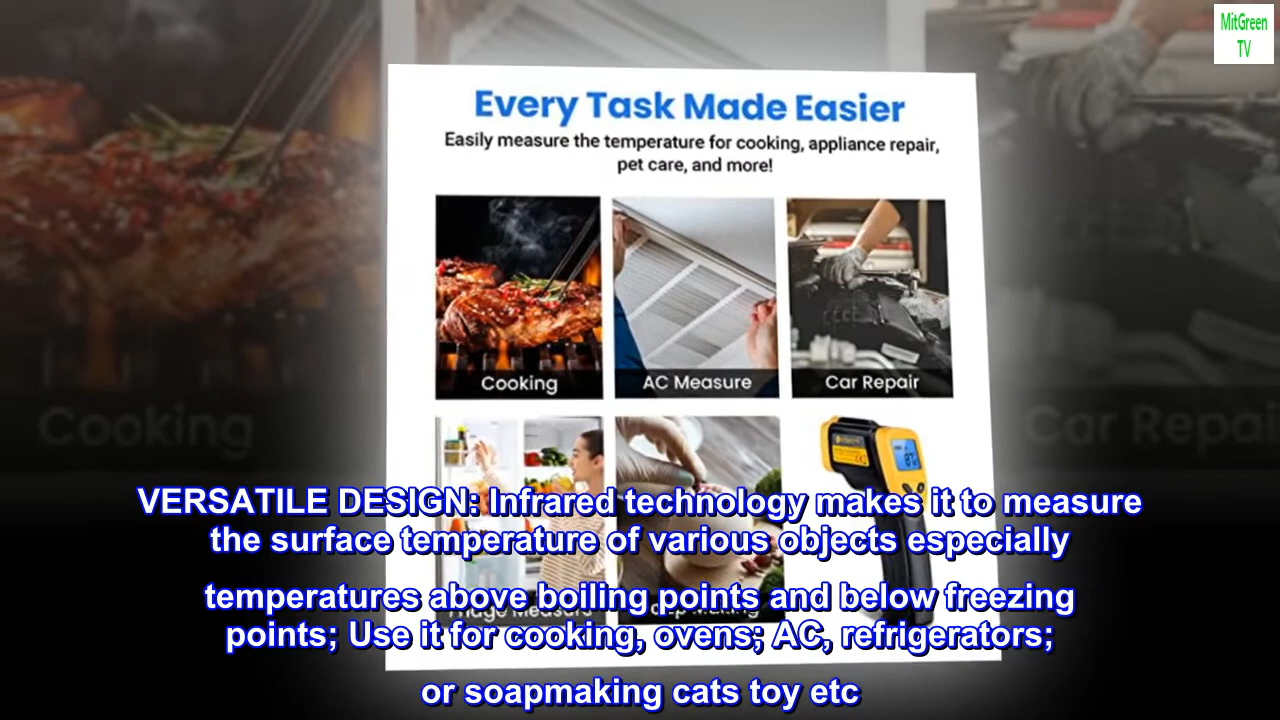 MitGreen
TV
Every Task Made Easier
Easily measure the temperature for cooking, appliance repair,
pet care, and more!
Cooking
AC Measure
Car Repair
Cooking
Car Repai
VERSATILE DESIGN: Infrared technology makes it to measure
the surface temperature of various objects especially
temperatures above boiling points and below freezing
points; Use it for cooking, ovens; AC, refrigerators;
or soapmaking cats toy etc